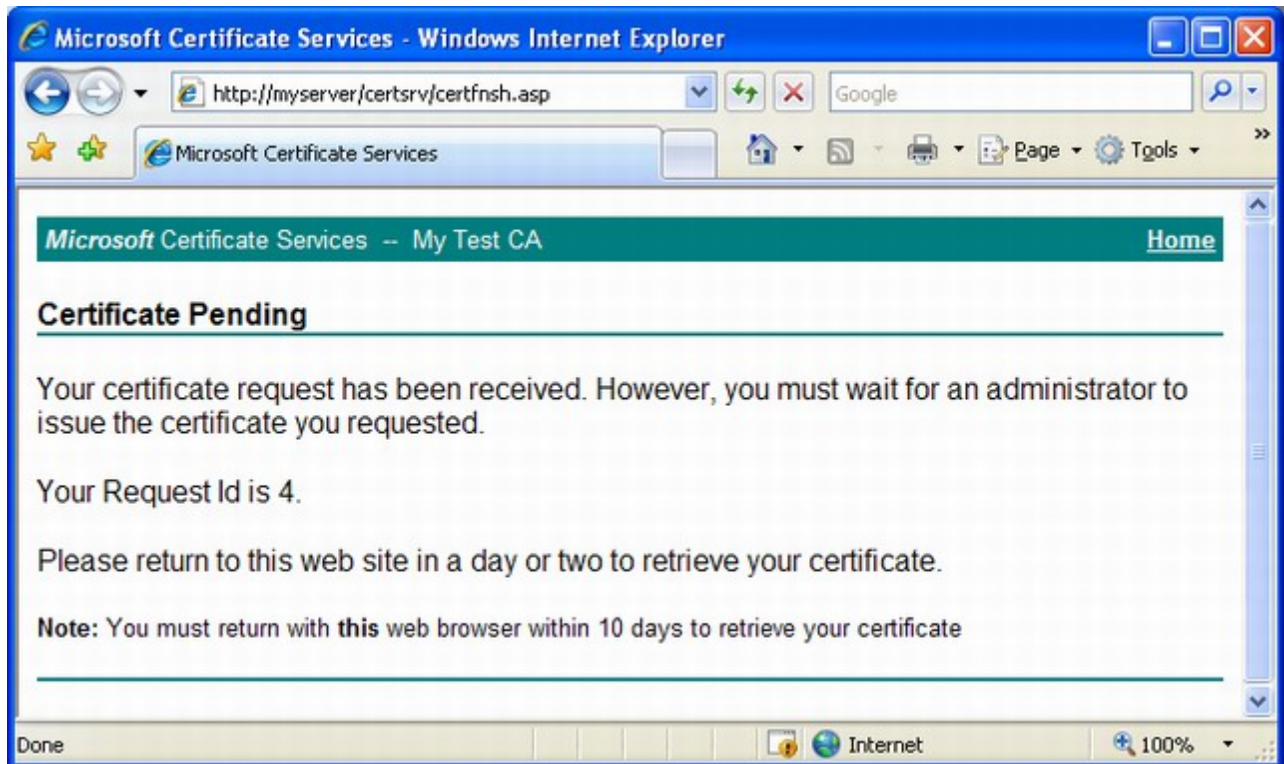 Microsoft Certificate Services - Windows Internet Explorer
http://myserver/certsrv/certfnsh.asp
Google
Microsoft Certificate Services
Page
Tools
»
Microsoft Certificate Services -- My Test CA
Home
Certificate Pending
Your certificate request has been received. However, you must wait for an administrator to
issue the certificate you requested.
Your Request Id is 4.
Please return to this web site in a day or two to retrieve your certificate.
Note: You must return with this web browser within 10 days to retrieve your certificate
Done
Internet
100%